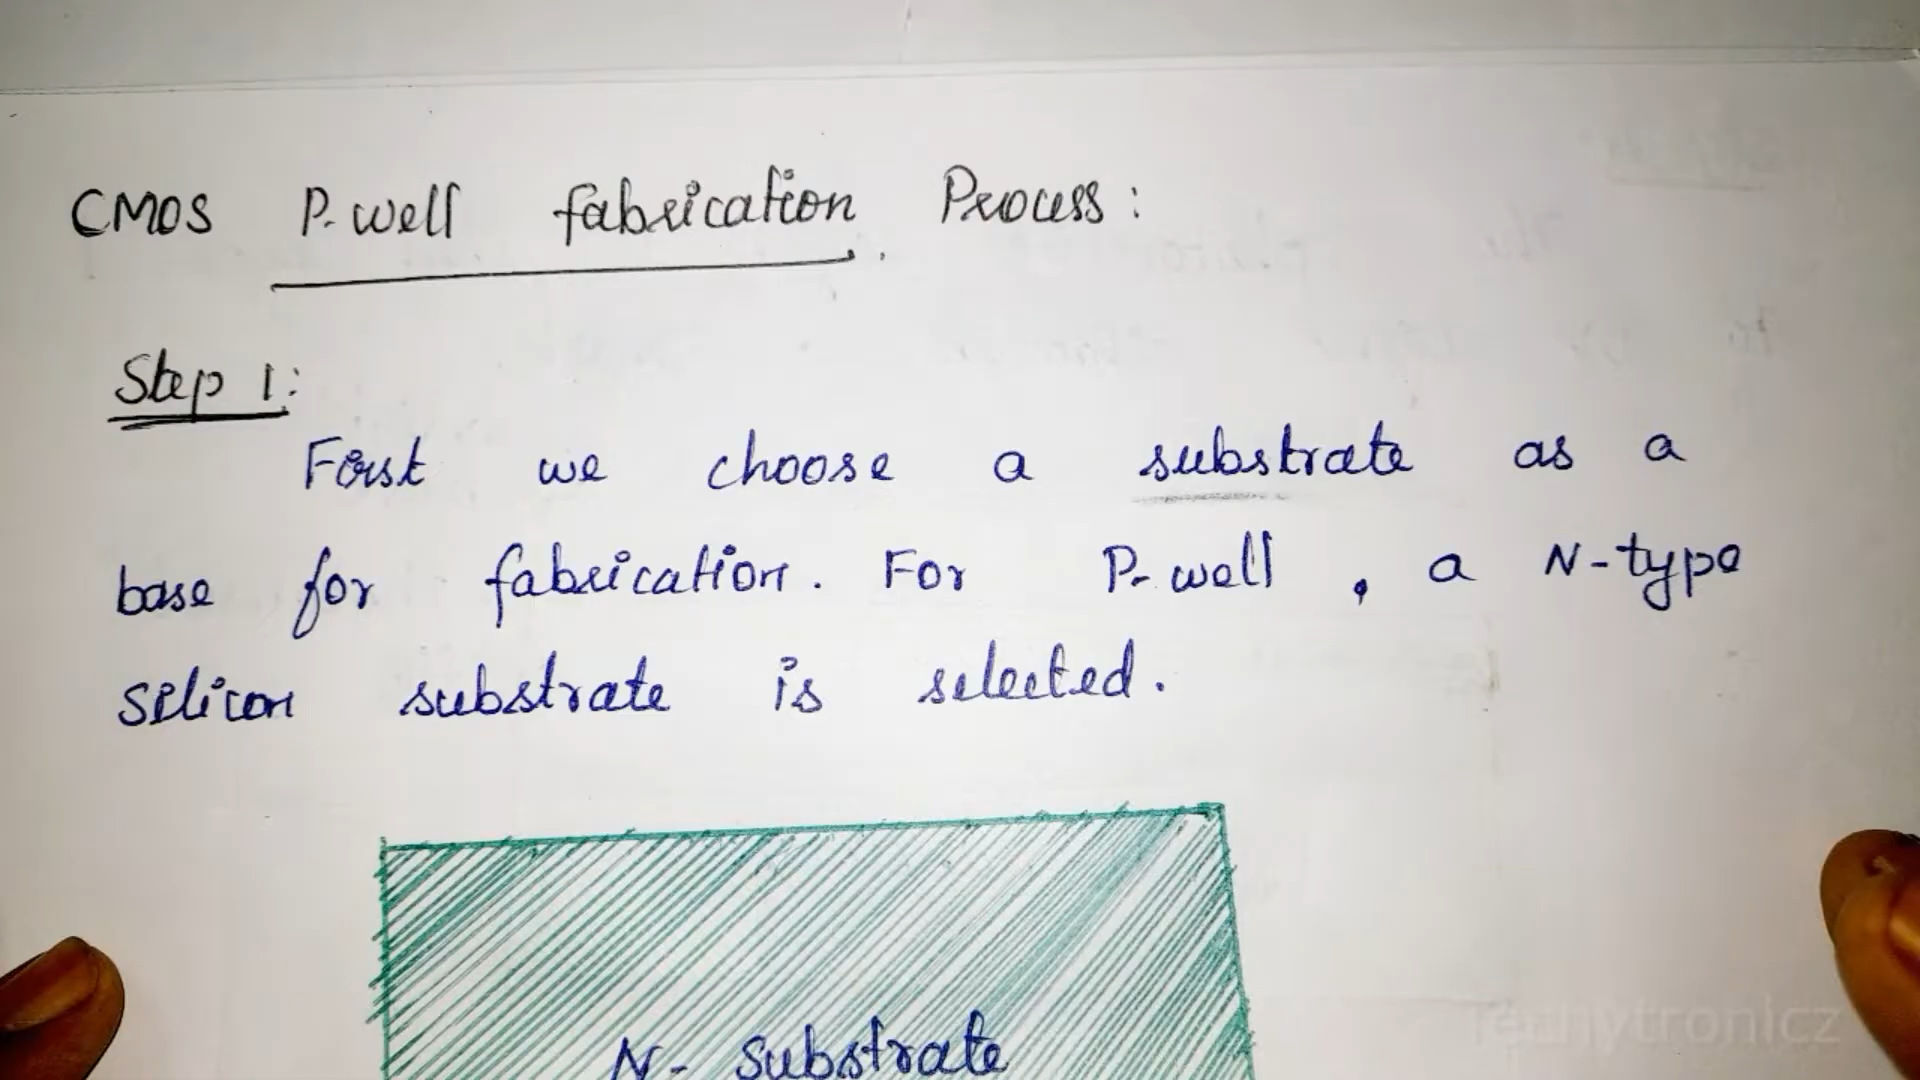 CMOS P-well fabrication Process:
Step 1:
First we choose a substrate as a
base for fabrication. For P-well, a N-type
silicon substrate is selected.
N- substrate
Techytronicz